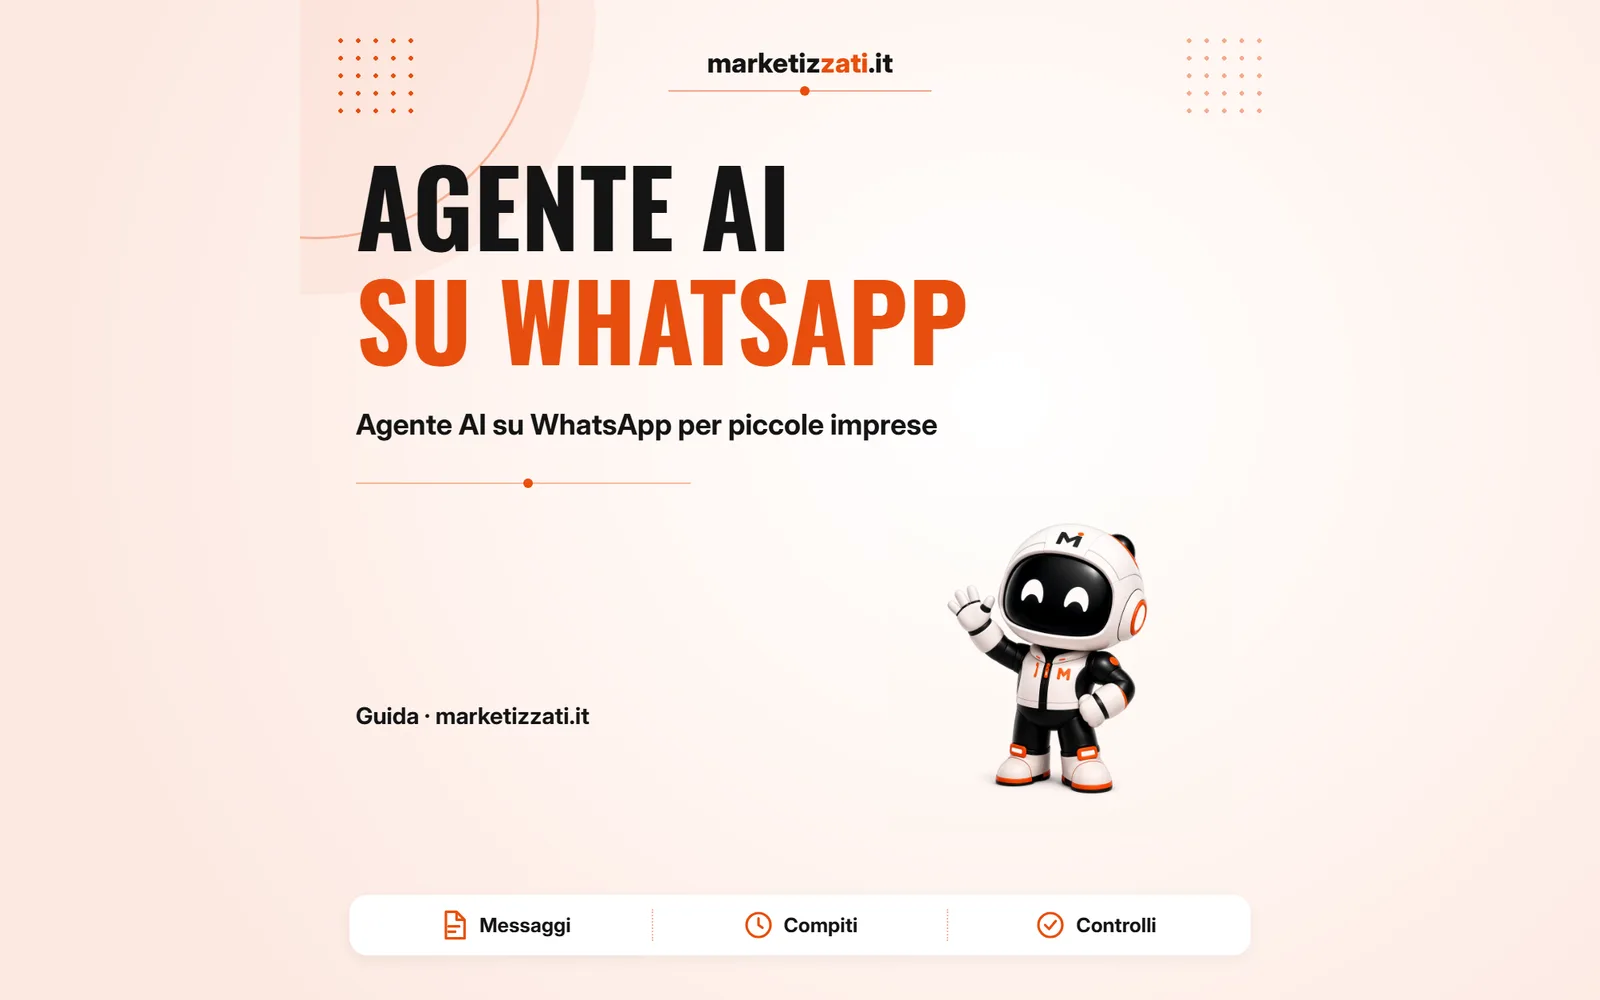 marketizzati.it
AGENTE AI
SU WHATSAPP
Agente AI su WhatsApp per piccole imprese
M
M
Guida · marketizzati.it
Messaggi
Compiti
Controlli